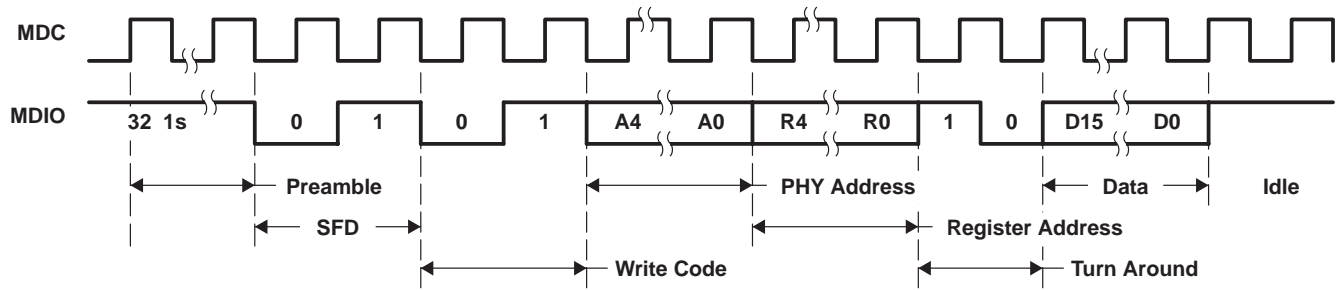 MDC
MDIO
32 1s 0 1 0 1 A4 A0 R4 R0 1 0 D15 D0
Preamble PHY Address Data Idle
SFD Register Address
Write Code Turn Around